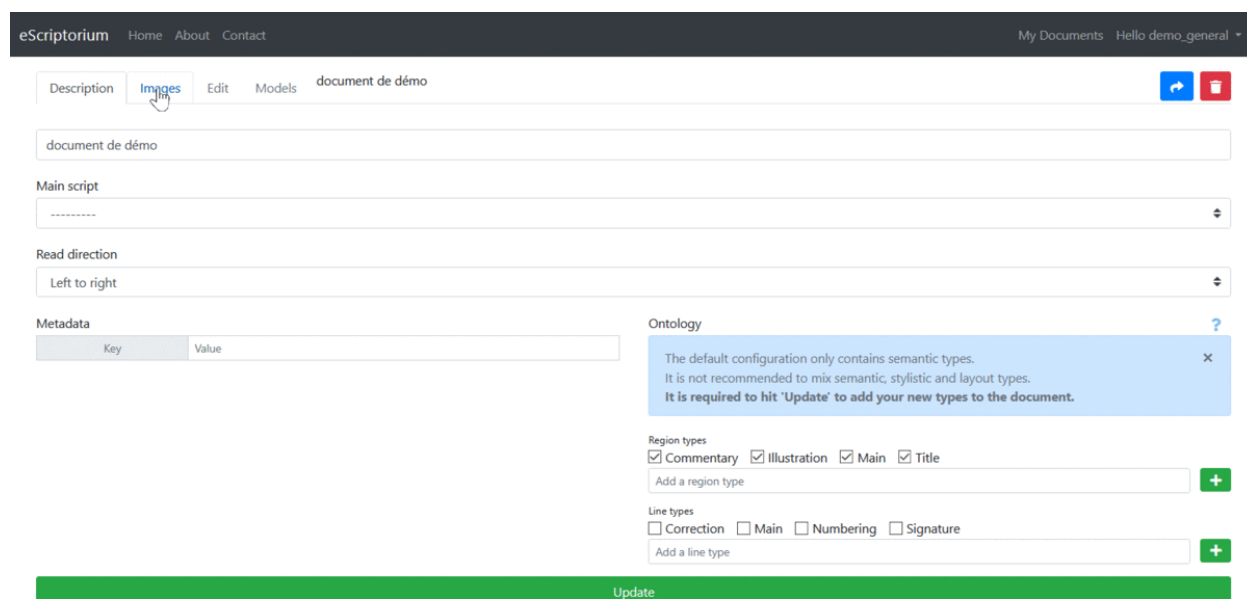 eScriptorium Home About Contact My Documents Hello demo_general
Description Images Edit Models document de démo
document de démo
Main script
---------
Read direction
Left to right
Metadata Ontology ?
Key Value
The default configuration only contains semantic types. ×
It is not recommended to mix semantic, stylistic and layout types.
It is required to hit 'Update' to add your new types to the document.
Region types
Commentary Illustration Main Title
Add a region type +
Line types
Correction Main Numbering Signature
Add a line type +
Update